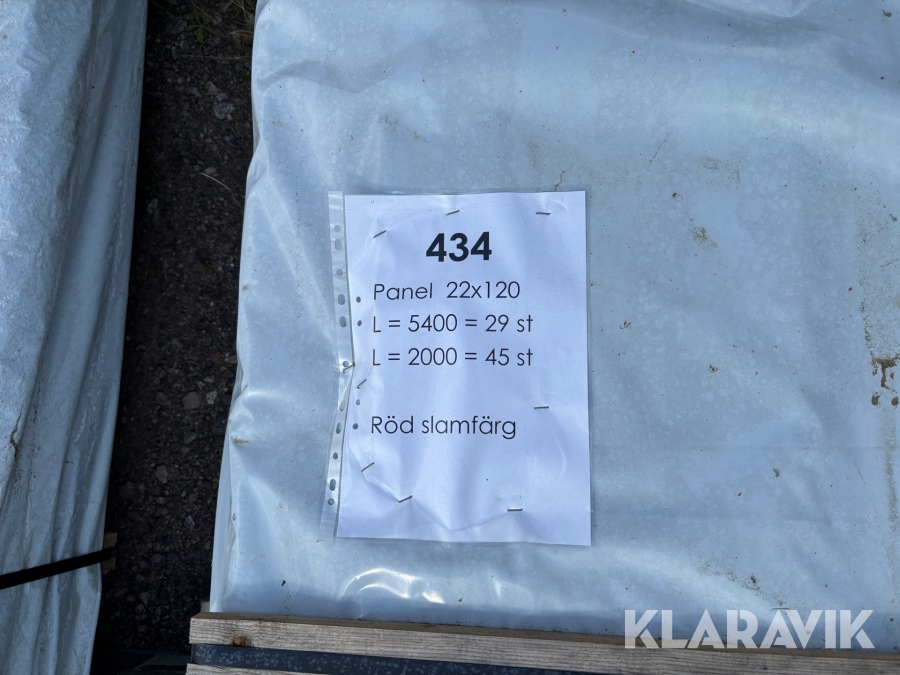 434
Panel 22x120
L = 5400 = 29 st
L = 2000 = 45 st
Röd slamfärg
KLARAVIK